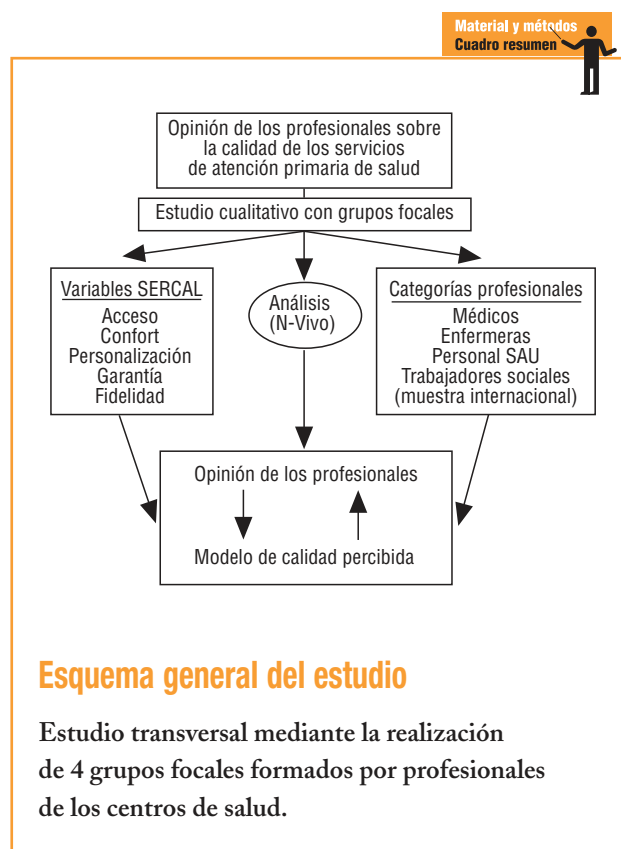 Material y métodos
Cuadro resumen
Opinión de los profesionales sobre
la calidad de los servicios
de atención primaria de salud
Estudio cualitativo con grupos focales
Variables SERCAL
Acceso
Confort
Personalización
Garantía
Fidelidad
Análisis
(N-Vivo)
Categorías profesionales
Médicos
Enfermeras
Personal SAU
Trabajadores sociales
(muestra internacional)
Opinión de los profesionales
Modelo de calidad percibida
Esquema general del estudio
Estudio transversal mediante la realización
de 4 grupos focales formados por profesionales
de los centros de salud.